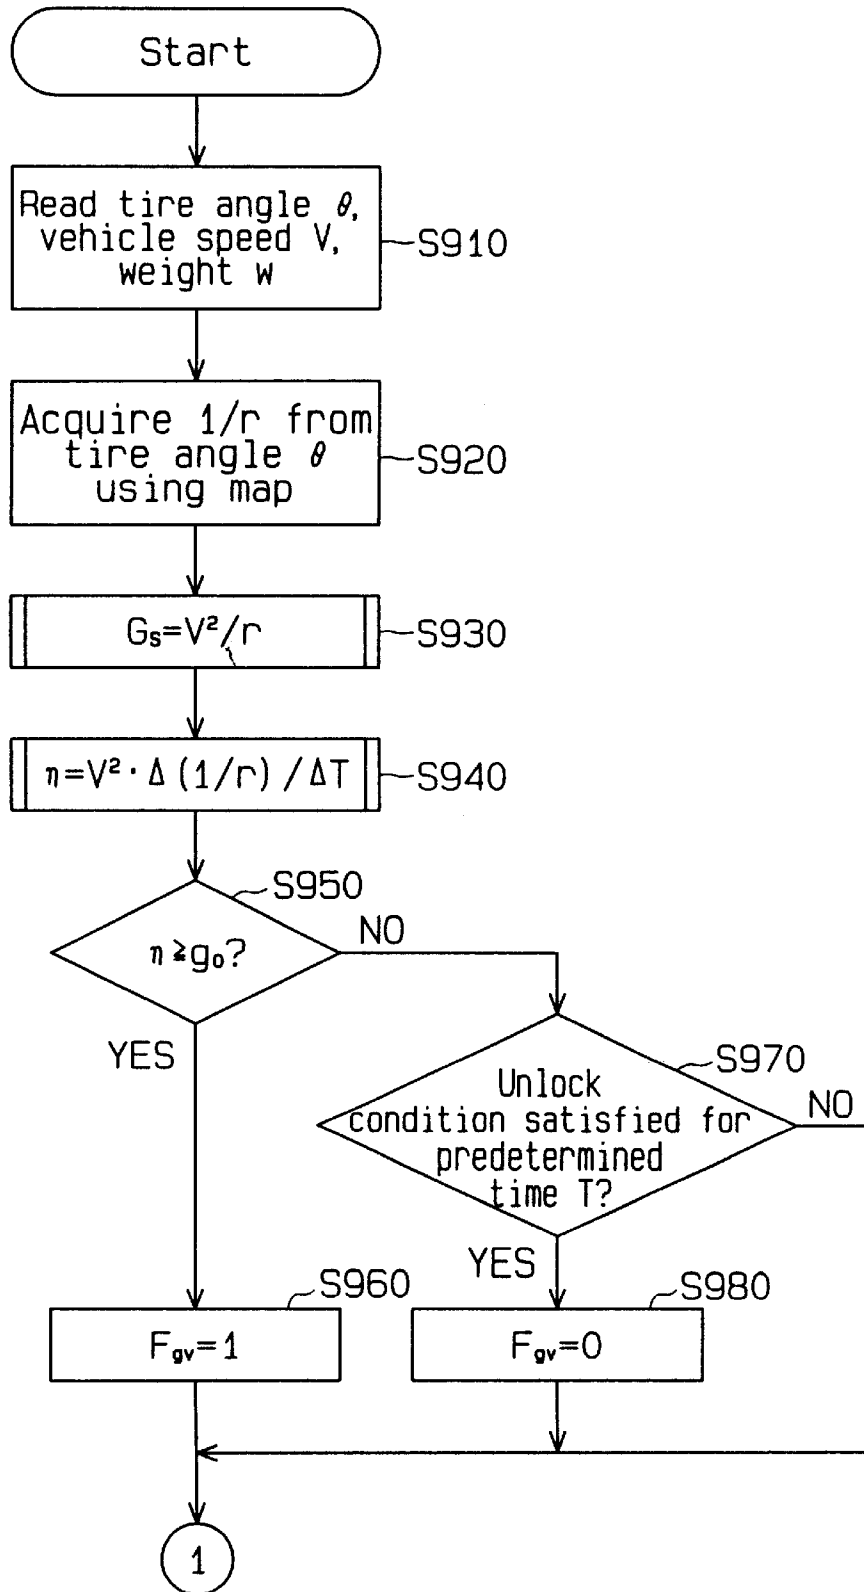 Start
Read tire angle θ,
vehicle speed V,
weight w
S910
Acquire 1/r from
tire angle θ
using map
S920
Gs=V²/r
S930
η=V²·Δ(1/r)/ΔT
S940
S950
η≧g₀?
NO
YES
S970
Unlock
condition satisfied for
predetermined
time T?
NO
YES
S960
Fgv=1
S980
Fgv=0
1